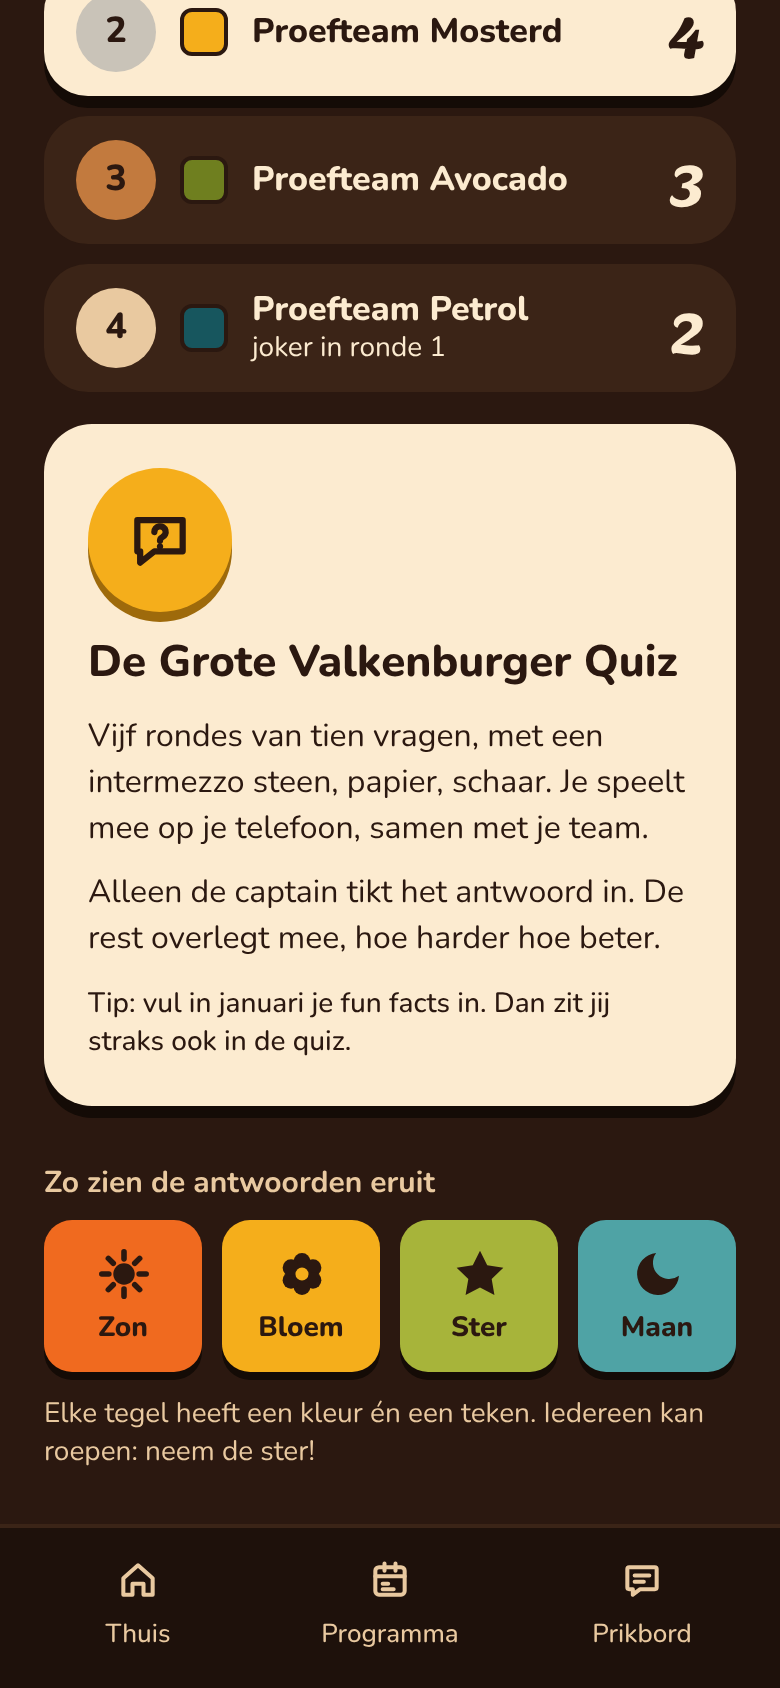 2 Proefteam Mosterd 4
3 Proefteam Avocado 3
4 Proefteam Petrol 2
joker in ronde 1
?
De Grote Valkenburger Quiz
Vijf rondes van tien vragen, met een
intermezzo steen, papier, schaar. Je speelt
mee op je telefoon, samen met je team.
Alleen de captain tikt het antwoord in. De
rest overlegt mee, hoe harder hoe beter.
Tip: vul in januari je fun facts in. Dan zit jij
straks ook in de quiz.
Zo zien de antwoorden eruit
Zon Bloem Ster Maan
Elke tegel heeft een kleur én een teken. Iedereen kan
roepen: neem de ster!
Thuis Programma Prikbord